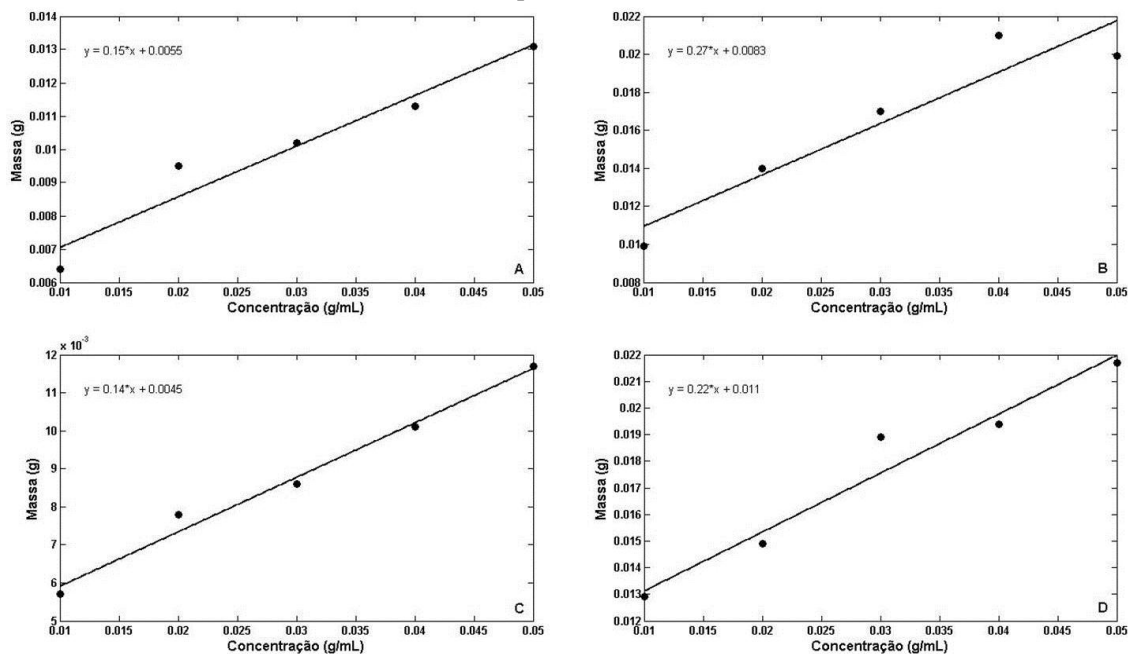 0.014
0.013
0.012
0.011
0.01
0.009
0.008
0.007
0.006
y = 0.15*x + 0.0055
Massa (g)
A
0.01 0.015 0.02 0.025 0.03 0.035 0.04 0.045 0.05
Concentração (g/mL)
0.022
0.02
0.018
0.016
0.014
0.012
0.01
0.008
y = 0.27*x + 0.0083
Massa (g)
B
0.01 0.015 0.02 0.025 0.03 0.035 0.04 0.045 0.05
Concentração (g/mL)
x 10⁻³
12
11
10
9
8
7
6
5
y = 0.14*x + 0.0045
Massa (g)
C
0.01 0.015 0.02 0.025 0.03 0.035 0.04 0.045 0.05
Concentração (g/mL)
0.022
0.021
0.02
0.019
0.018
0.017
0.016
0.015
0.014
0.013
0.012
y = 0.22*x + 0.011
Massa (g)
D
0.01 0.015 0.02 0.025 0.03 0.035 0.04 0.045 0.05
Concentração (g/mL)